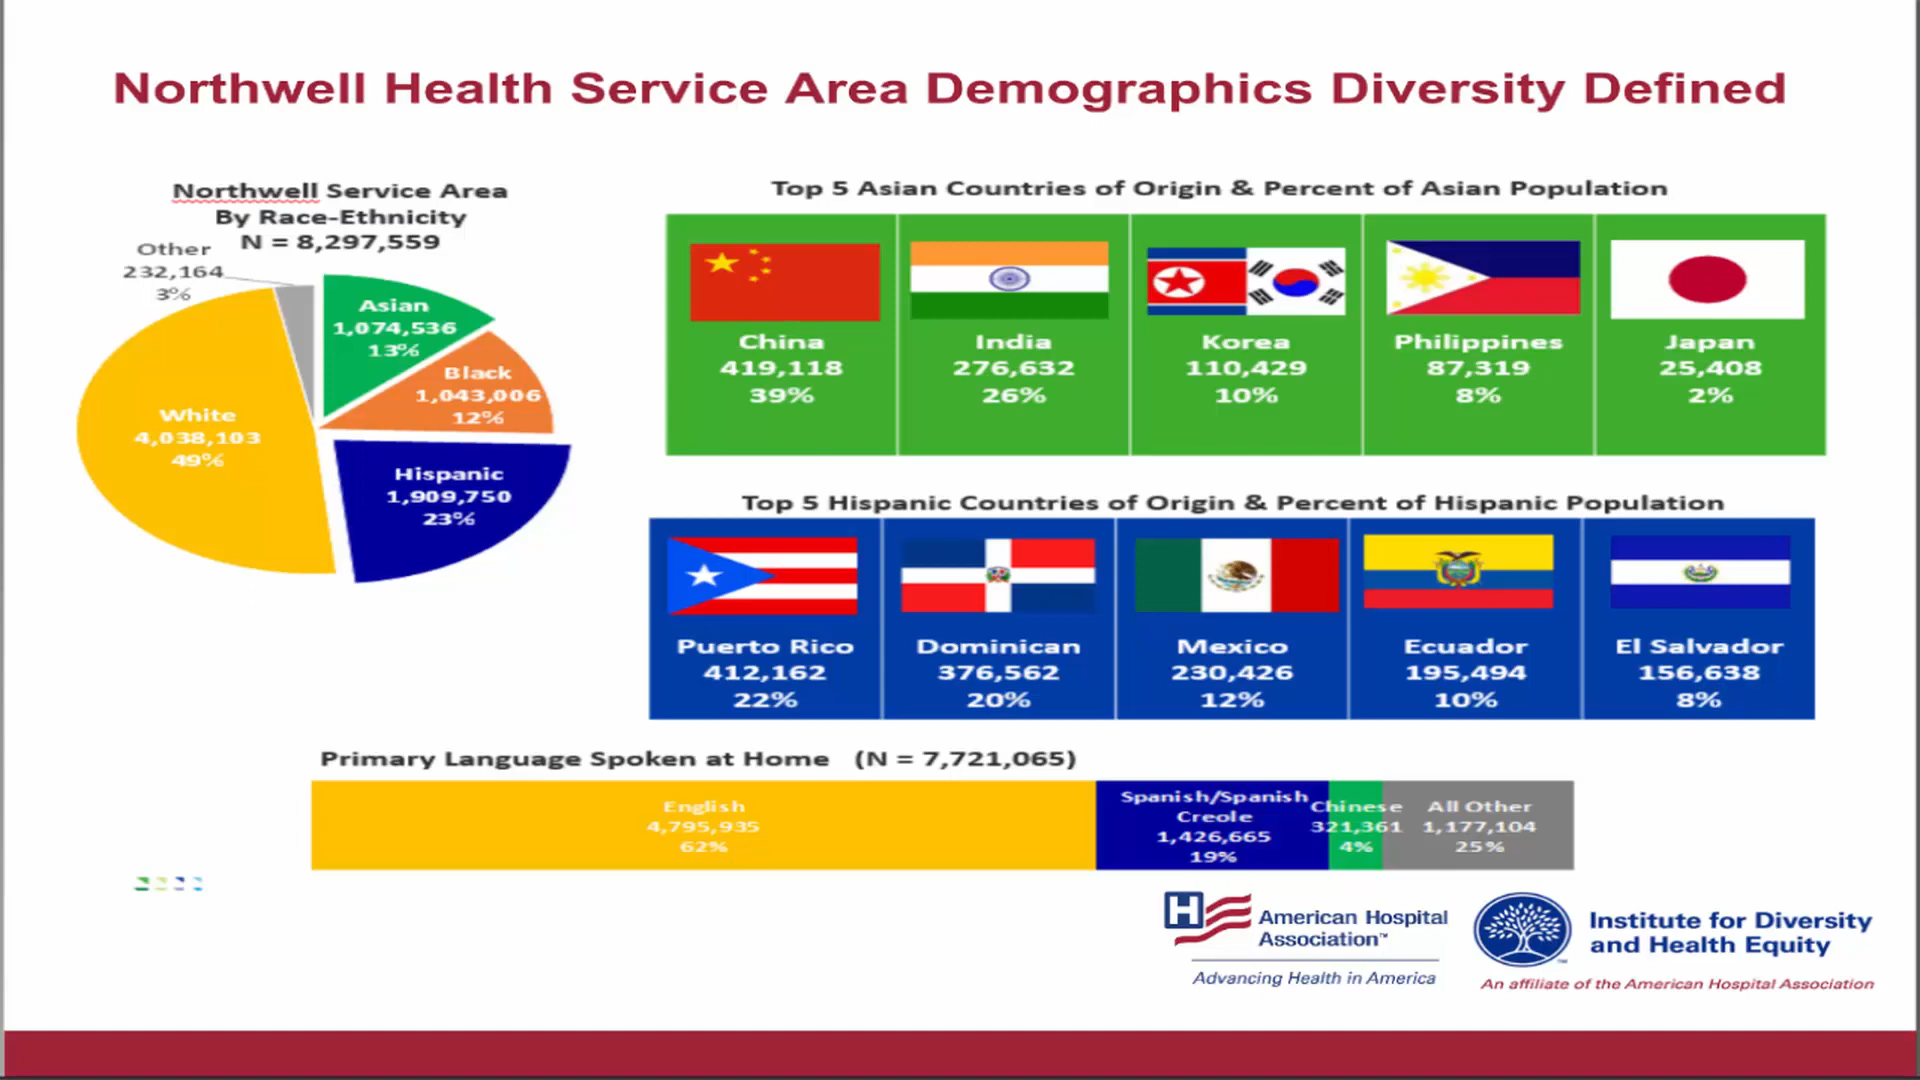 Northwell Health Service Area Demographics Diversity Defined
Northwell Service Area
By Race-Ethnicity
N = 8,297,559
Other
232,164
3%
Asian
1,074,536
13%
Black
1,043,006
12%
White
4,038,103
49%
Hispanic
1,909,750
23%
Top 5 Asian Countries of Origin & Percent of Asian Population
China
419,118
39%
India
276,632
26%
Korea
110,429
10%
Philippines
87,319
8%
Japan
25,408
2%
Top 5 Hispanic Countries of Origin & Percent of Hispanic Population
Puerto Rico
412,162
22%
Dominican
376,562
20%
Mexico
230,426
12%
Ecuador
195,494
10%
El Salvador
156,638
8%
Primary Language Spoken at Home (N = 7,721,065)
English
4,795,935
62%
Spanish/Spanish
Creole
1,426,665
19%
Chinese
321,361
4%
All Other
1,177,104
25%
H
American Hospital
Association™
Advancing Health in America
Institute for Diversity
and Health Equity
An affiliate of the American Hospital Association